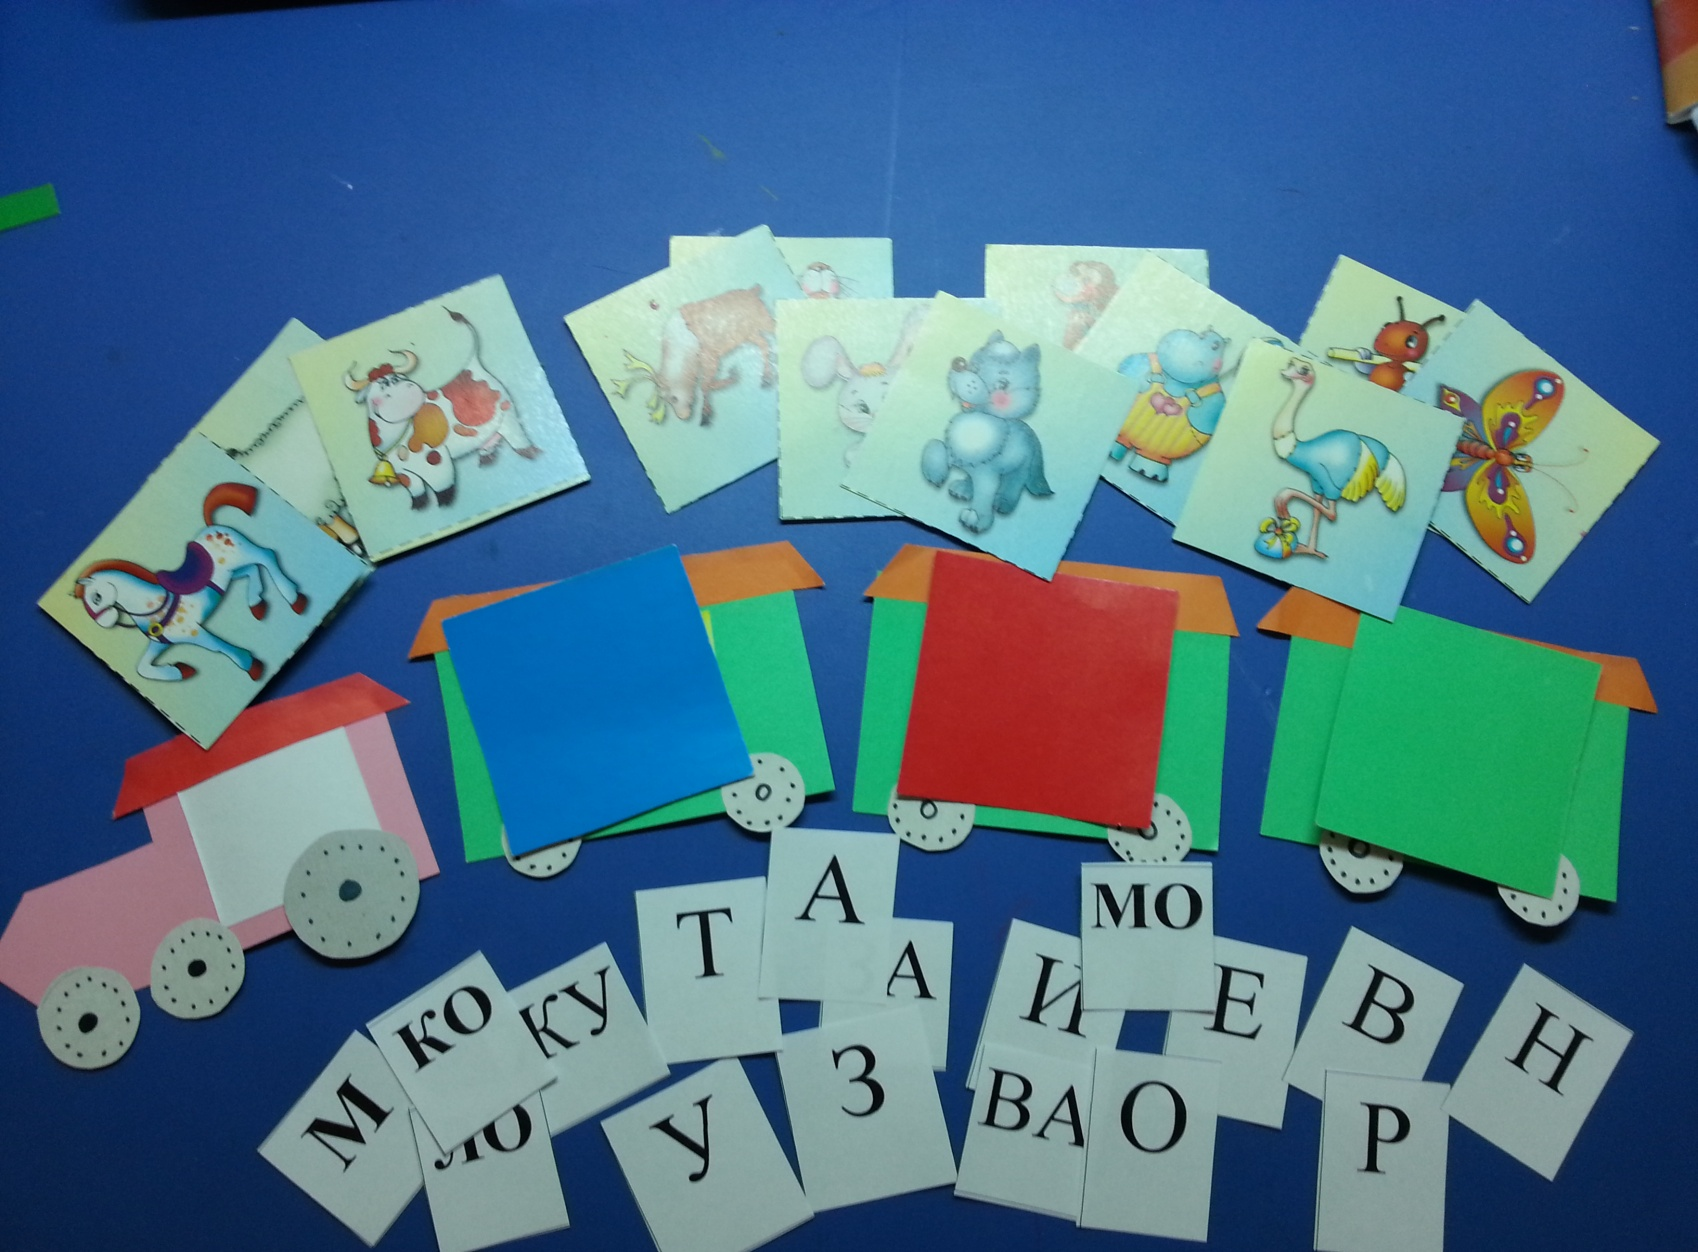 М
КО
ЛО
КУ
Т
А
А
У
З
И
МО
ВА
О
Е
В
Р
Н